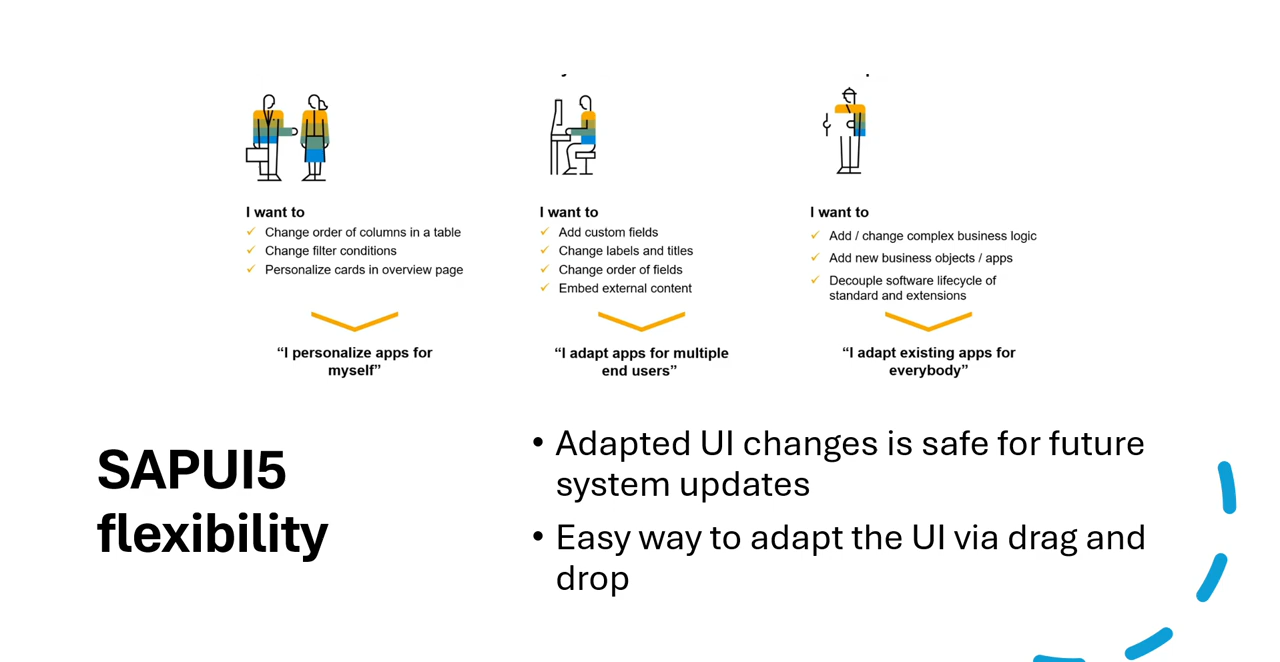 I want to
Change order of columns in a table
Change filter conditions
Personalize cards in overview page
“I personalize apps for
myself”
I want to
Add custom fields
Change labels and titles
Change order of fields
Embed external content
“I adapt apps for multiple
end users”
I want to
Add / change complex business logic
Add new business objects / apps
Decouple software lifecycle of
standard and extensions
“I adapt existing apps for
everybody”
SAPUI5
flexibility
• Adapted UI changes is safe for future
system updates
• Easy way to adapt the UI via drag and
drop